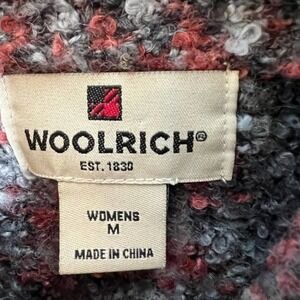 WOOLRICH®
EST. 1830
WOMENS
M
MADE IN CHINA